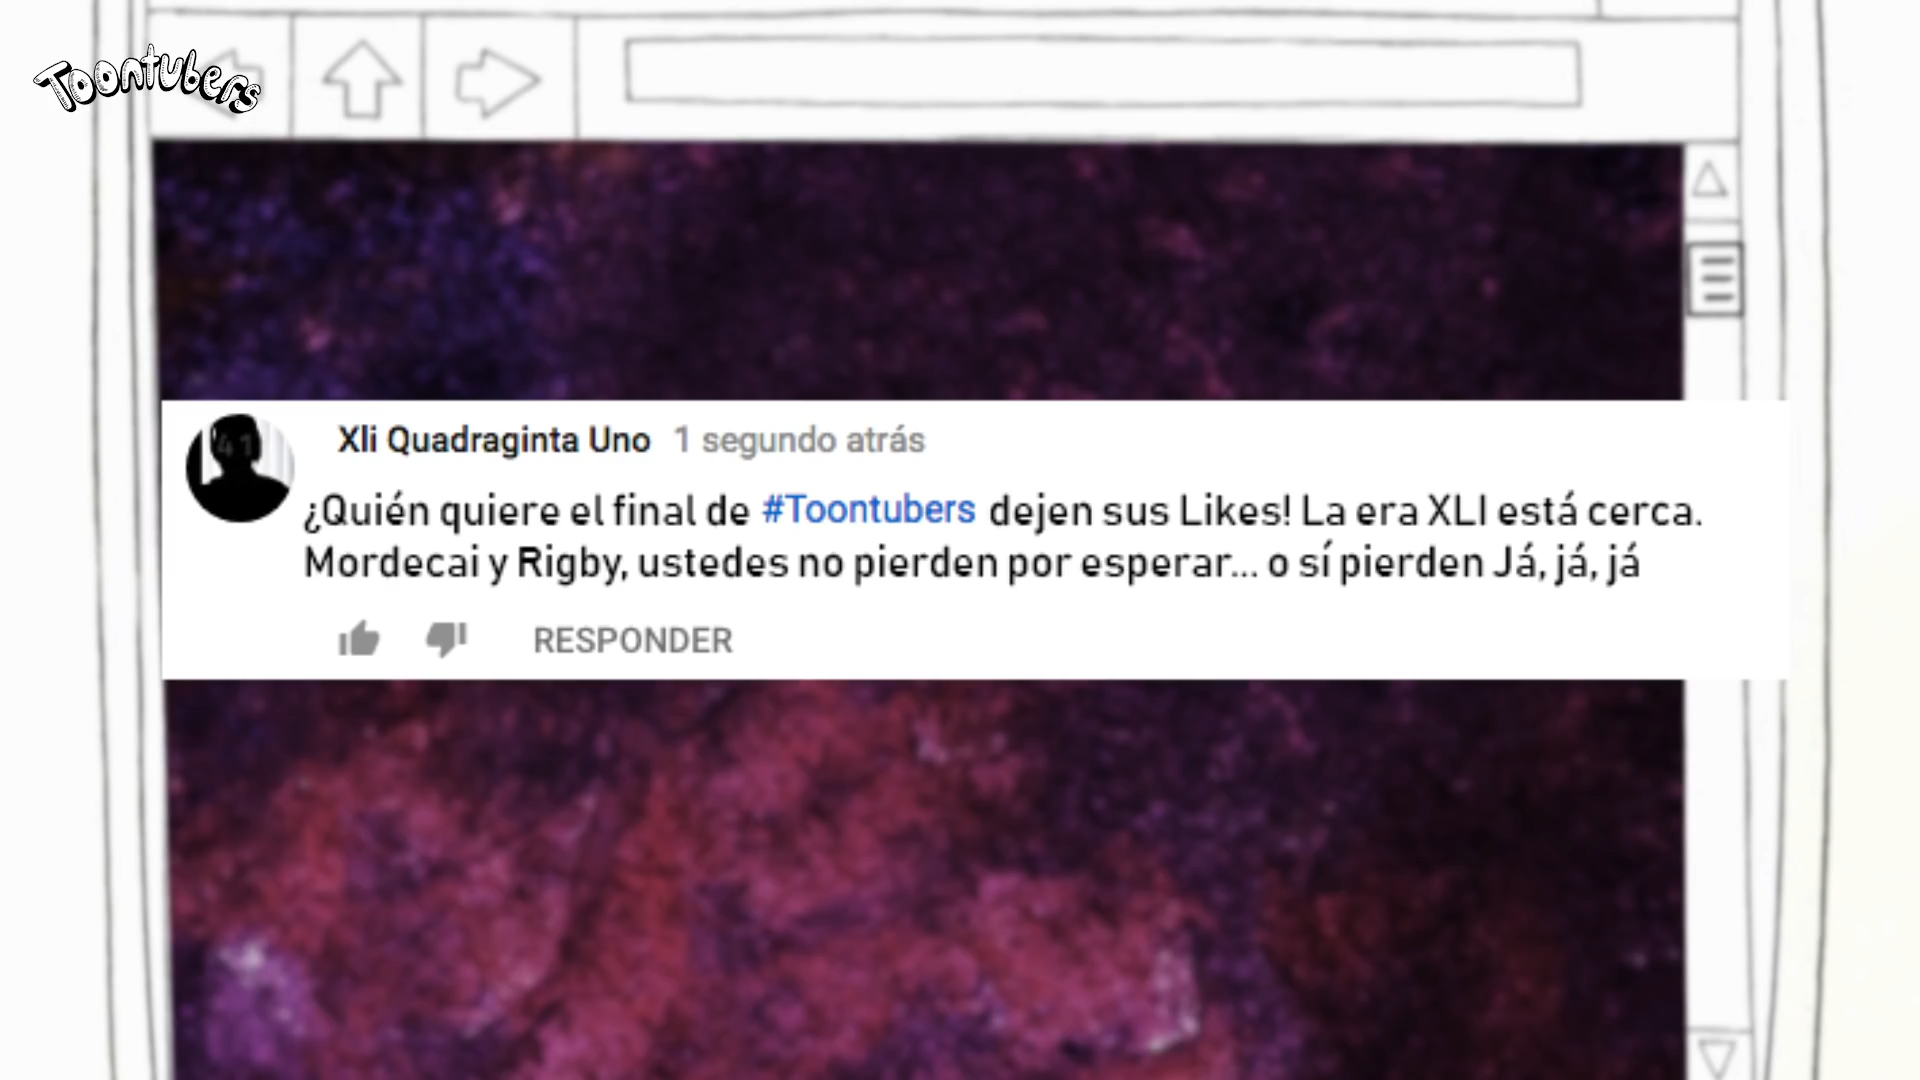 Toontubers
41
Xli Quadraginta Uno 1 segundo atrás
¿Quién quiere el final de #Toontubers dejen sus Likes! La era XLI está cerca.
Mordecai y Rigby, ustedes no pierden por esperar... o sí pierden Já, já, já
RESPONDER